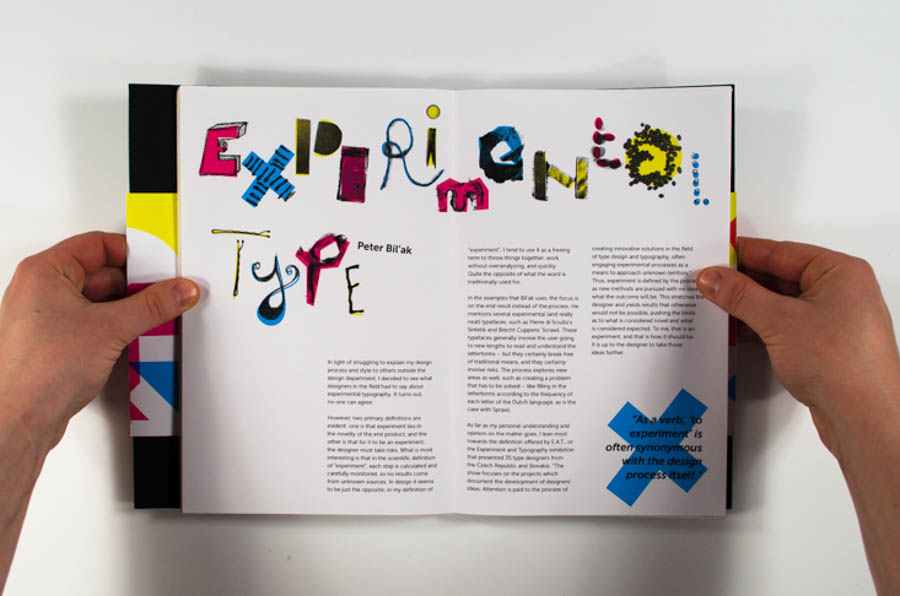 EXPERimeNtal
TyPE
Peter Bil'ak
In light of struggling to explain my design
process and style to others outside the
design department, I decided to see what
designers in the field had to say about
experimental typography. It turns out,
no one can agree.
However, two primary definitions are
evident: one is that experiment lies in
the novelty of the end product, and the
other is that for it to be an experiment,
the designer must take risks. What is most
interesting is that in the scientific definition
of "experiment", each step is calculated and
carefully monitored, so no results come
from unknown sources. In design it seems
to be just the opposite; in my definition of
"experiment", I tend to use it as a freeing
term to throw things together, work
without overanalyzing, and quickly.
Quite the opposite of what the word is
traditionally used for.
In the examples that Bil'ak uses, the focus is
on the end result instead of the process. He
mentions several experimental (and really
neat) typefaces, such as Pierre di Sciullo's
Sintetik and Brecht Cuppens' Scrawl. These
typefaces generally involve the user going
to new lengths to read and understand the
letterforms – but they certainly break free
of traditional means, and they certainly
involve risks. The process explores new
areas as well, such as creating a problem
that has to be solved – like filling in the
letterforms according to the frequency of
each letter of the Dutch language, as is the
case with Sprawl.
As far as my personal understanding and
opinion on the matter goes, I lean most
towards the definition offered by E.A.T., or
the Experiment and Typography exhibition
that presented 35 type designers from
the Czech Republic and Slovakia. "The
show focuses on the projects which
document the development of designers'
ideas. Attention is paid to the process of
creating innovative solutions in the field
of type design and typography, often
engaging experimental processes as a
means to approach unknown territory."
Thus, experiment is defined by the process
as new methods are pursued with no idea
what the outcome will be. This stretches the
designer and yields results that otherwise
would not be possible, pushing the limits
as to what is considered novel and what
is considered expected. To me, that is an
experiment, and that is how it should be.
It is up to the designer to take those
ideas further.
"As a verb, 'to
experiment' is
often synonymous
with the design
process itself."